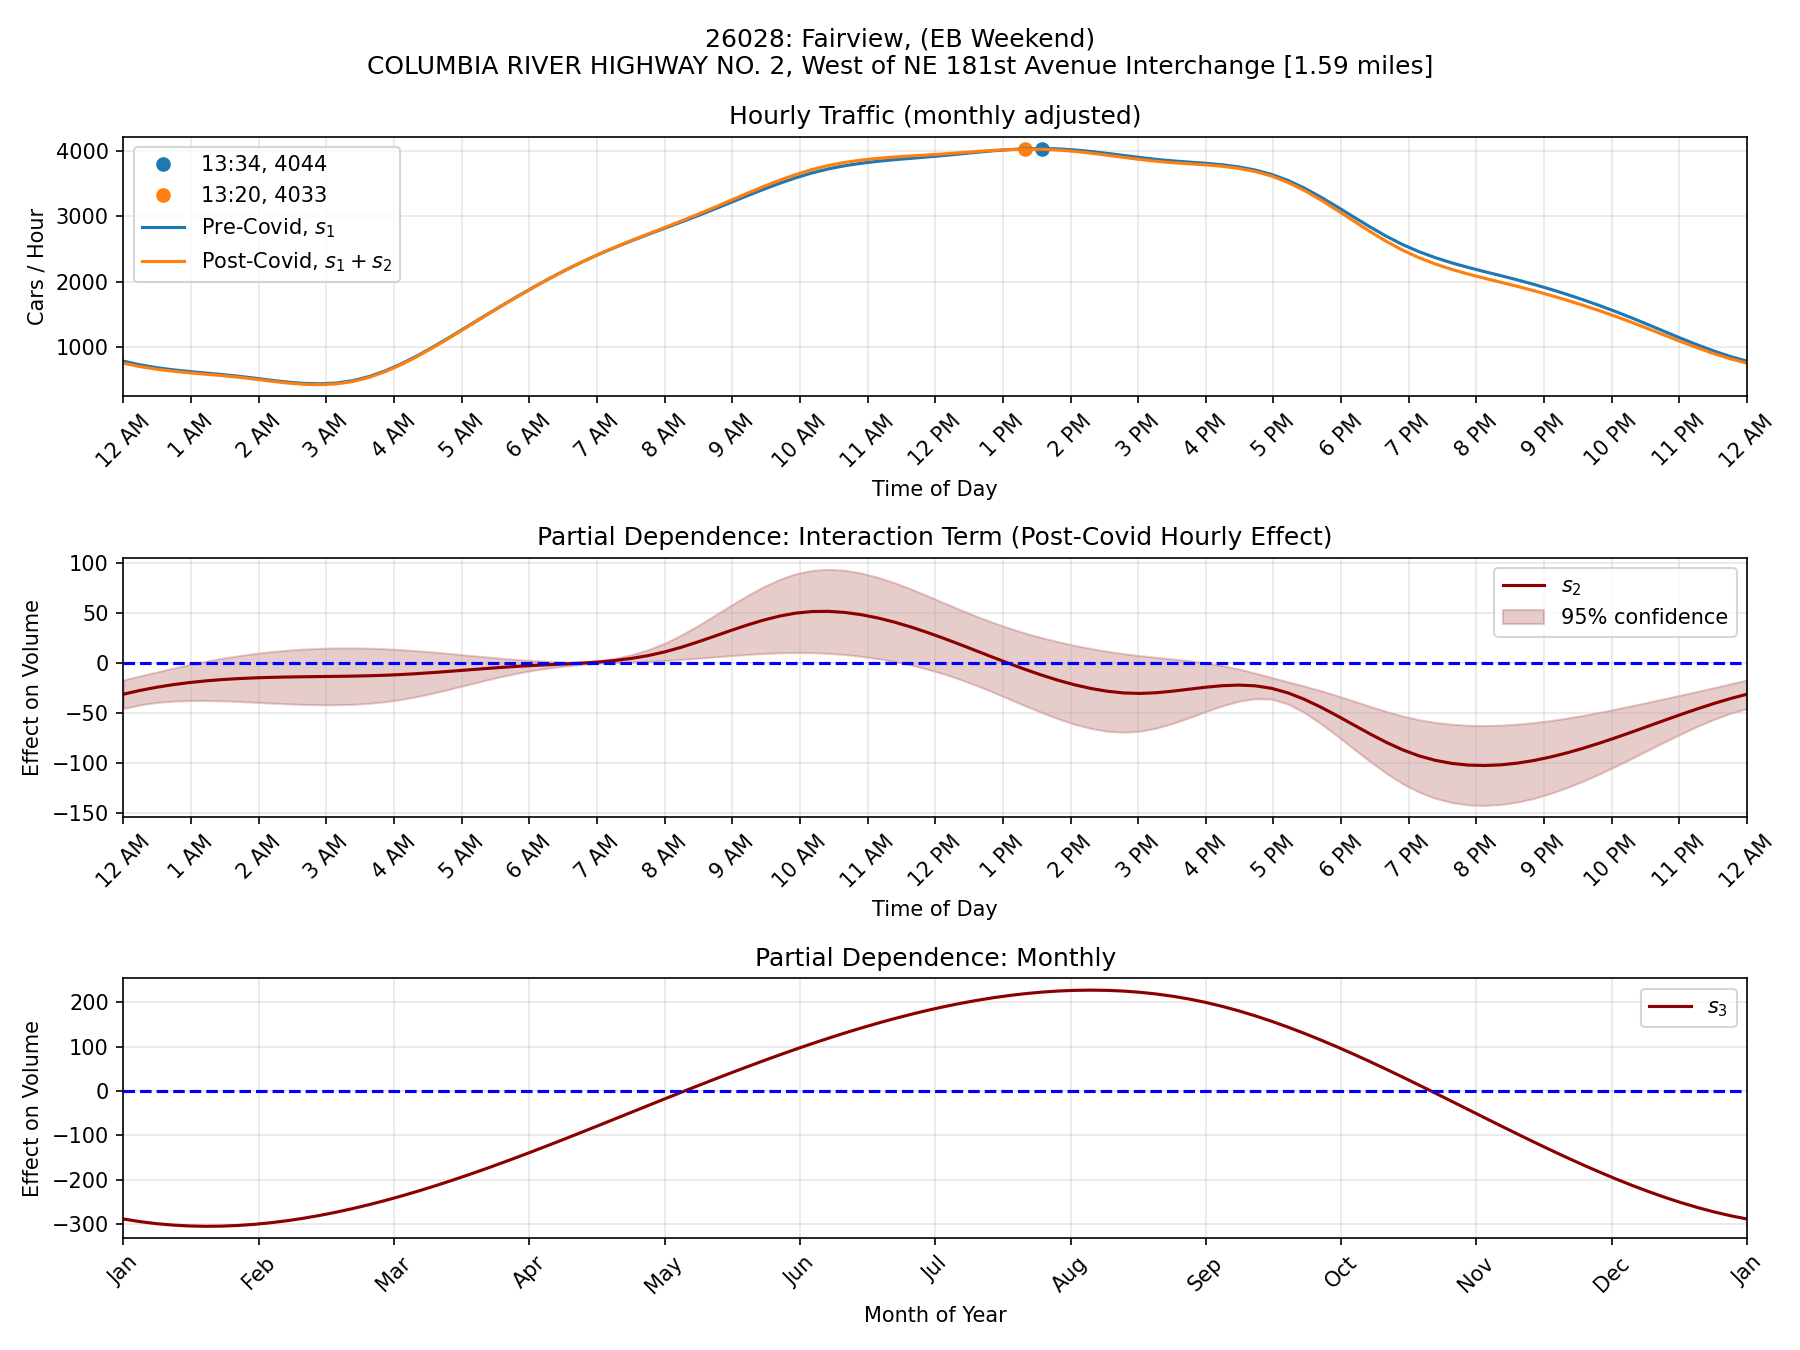 26028: Fairview, (EB Weekend)
COLUMBIA RIVER HIGHWAY NO. 2, West of NE 181st Avenue Interchange [1.59 miles]
Hourly Traffic (monthly adjusted)
Cars / Hour
4000
3000
2000
1000
13:34, 4044
13:20, 4033
Pre-Covid, s₁
Post-Covid, s₁ + s₂
12 AM 1 AM 2 AM 3 AM 4 AM 5 AM 6 AM 7 AM 8 AM 9 AM 10 AM 11 AM 12 PM 1 PM 2 PM 3 PM 4 PM 5 PM 6 PM 7 PM 8 PM 9 PM 10 PM 11 PM 12 AM
Time of Day
Partial Dependence: Interaction Term (Post-Covid Hourly Effect)
Effect on Volume
100
50
0
−50
−100
−150
s₂
95% confidence
12 AM 1 AM 2 AM 3 AM 4 AM 5 AM 6 AM 7 AM 8 AM 9 AM 10 AM 11 AM 12 PM 1 PM 2 PM 3 PM 4 PM 5 PM 6 PM 7 PM 8 PM 9 PM 10 PM 11 PM 12 AM
Time of Day
Partial Dependence: Monthly
Effect on Volume
200
100
0
−100
−200
−300
s₃
Jan Feb Mar Apr May Jun Jul Aug Sep Oct Nov Dec Jan
Month of Year